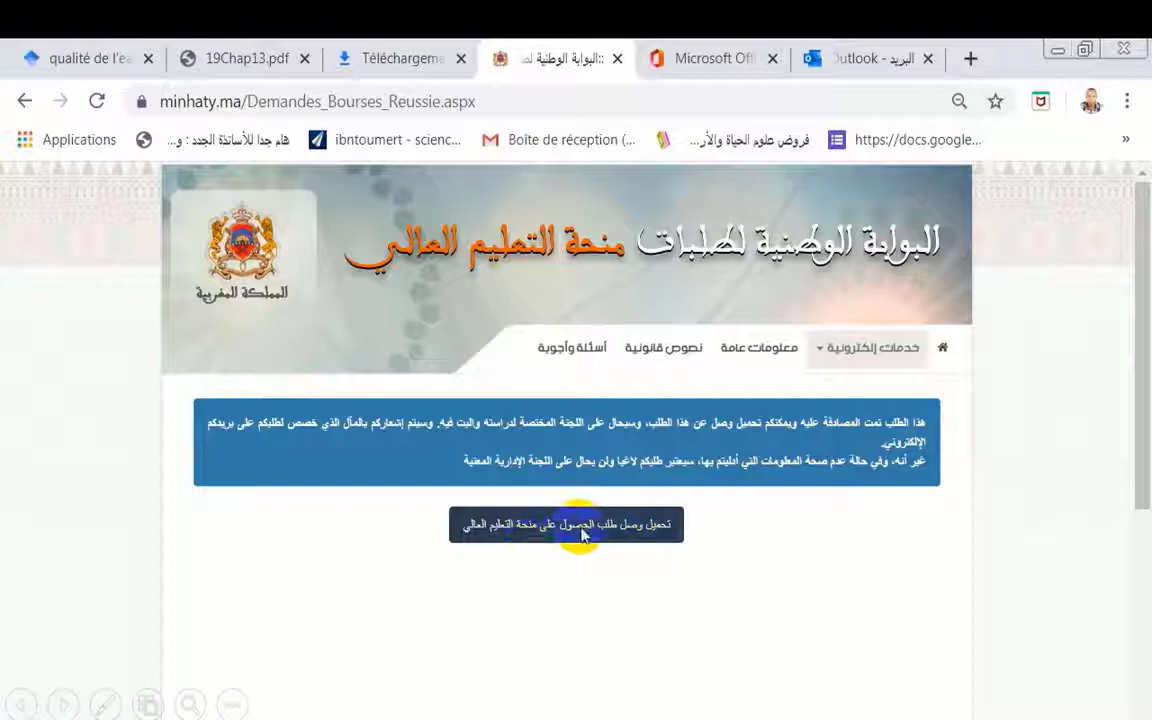 qualité de l'ea
19Chap13.pdf
Téléchargeme
البوابة الوطنية لط::
Microsoft Off
Outlook - البريد
minhaty.ma/Demandes_Bourses_Reussie.aspx
Applications
هام جدا للأساتذة الجدد : و...
ibntoumert - scienc...
Boîte de réception (...
فروض علوم الحياة والأر...
https://docs.google...
»
البوابة الوطنية لطلبات منحة التعليم العالي
المملكة المغربية
خدمات إلكترونية
معلومات عامة
نصوص قانونية
أسئلة وأجوبة
هذا الطلب تمت المصادقة عليه ويمكنكم تحميل وصل عن هذا الطلب، وسيحال على اللجنة المختصة لدراسته والبت فيه. وسيتم إشعاركم بالمآل الذي خصص لطلبكم على بريدكم
الإلكتروني.
غير أنه، وفي حالة عدم صحة المعلومات التي أدليتم بها، سيعتبر طلبكم لاغيا ولن يحال على اللجنة الإدارية المعنية
تحميل وصل طلب الحصول على منحة التعليم العالي